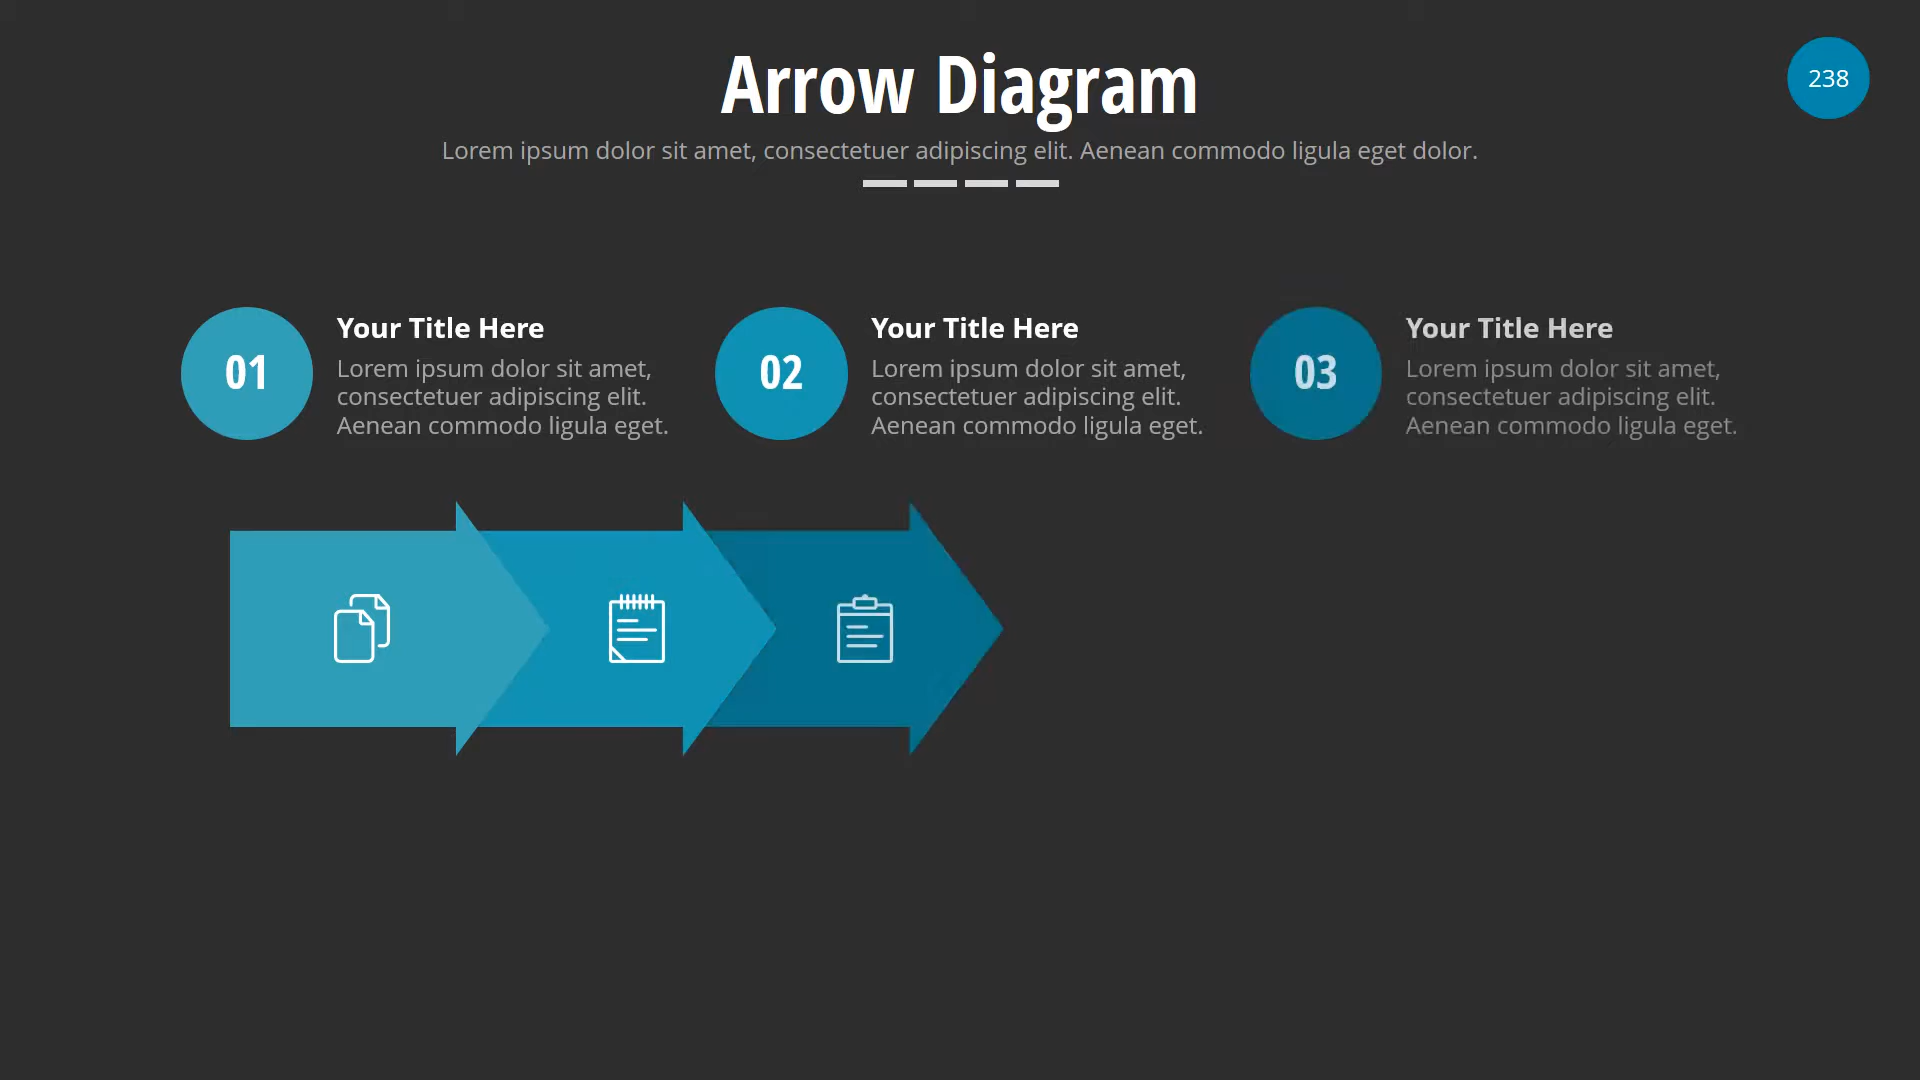 Arrow Diagram
238
Lorem ipsum dolor sit amet, consectetuer adipiscing elit. Aenean commodo ligula eget dolor.
01
Your Title Here
Lorem ipsum dolor sit amet,
consectetuer adipiscing elit.
Aenean commodo ligula eget.
02
Your Title Here
Lorem ipsum dolor sit amet,
consectetuer adipiscing elit.
Aenean commodo ligula eget.
03
Your Title Here
Lorem ipsum dolor sit amet,
consectetuer adipiscing elit.
Aenean commodo ligula eget.